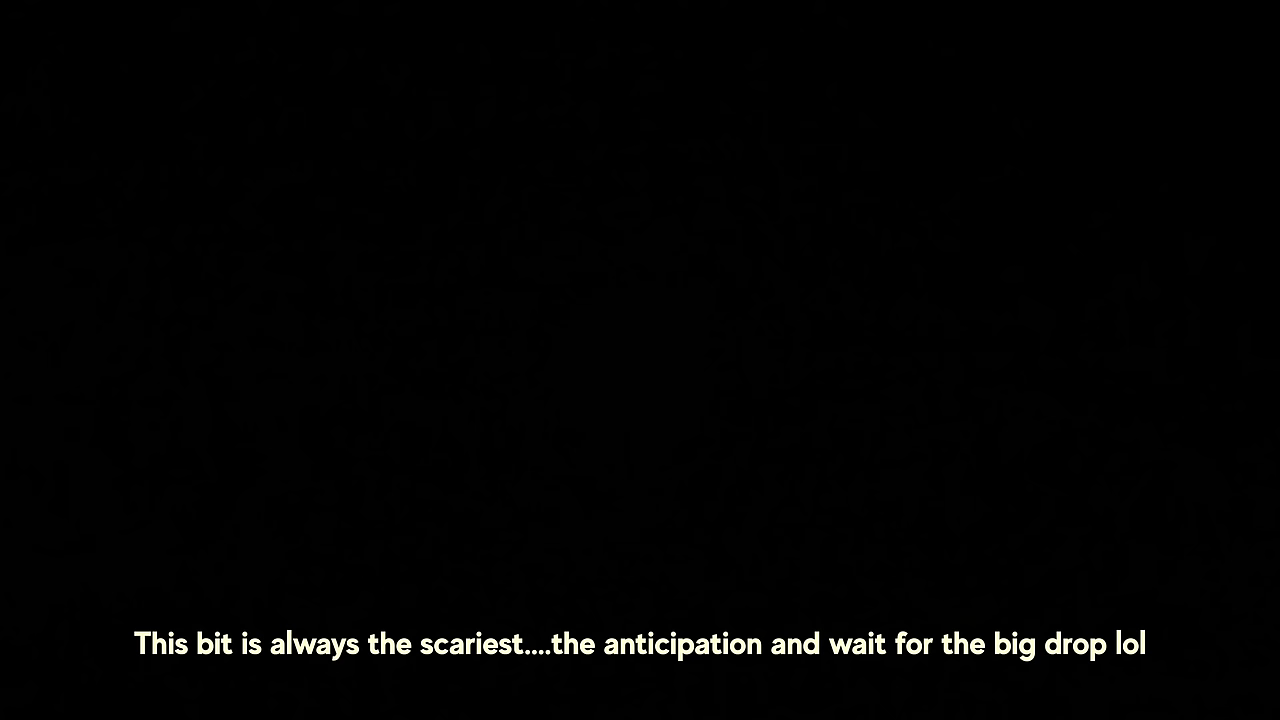 This bit is always the scariest....the anticipation and wait for the big drop lol